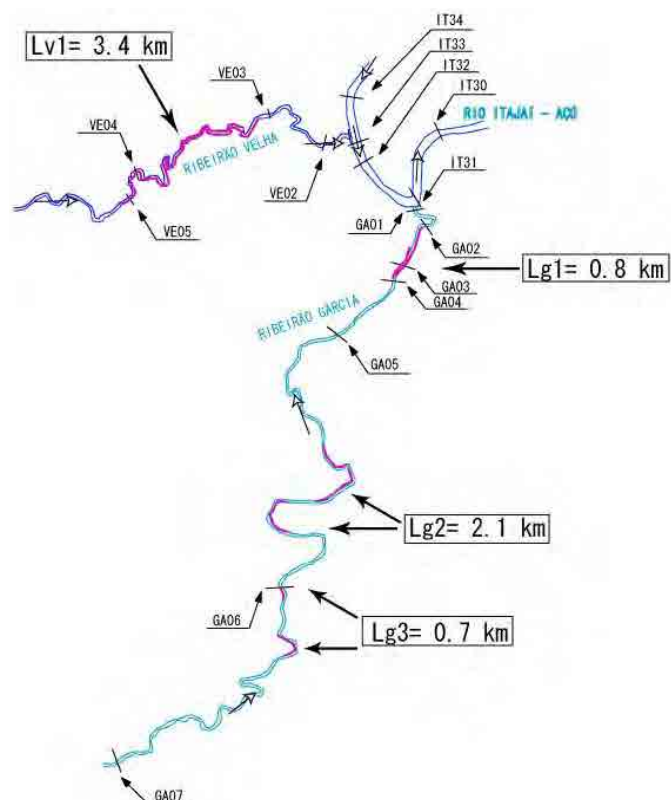 Lv1= 3.4 km
IT34
IT33
IT32
IT30
RIO ITAJAÍ - AÇÚ
VE03
VE04
RIBEIRÃO VELHA
VE02
VE05
IT31
GA01
GA02
Lg1= 0.8 km
GA03
GA04
RIBEIRÃO GARCIA
GA05
Lg2= 2.1 km
GA06
Lg3= 0.7 km
GA07